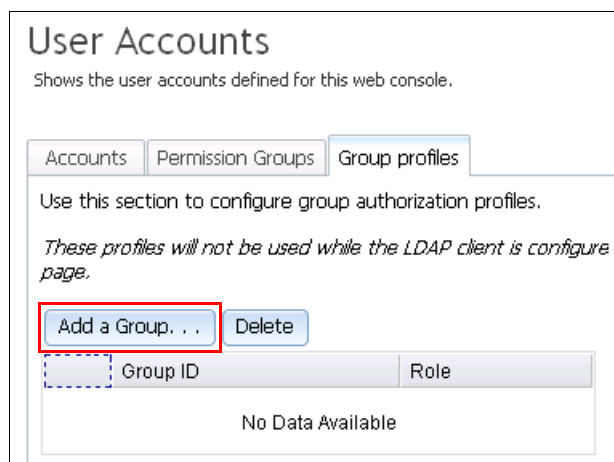 User Accounts
Shows the user accounts defined for this web console.
Accounts Permission Groups Group profiles
Use this section to configure group authorization profiles.
These profiles will not be used while the LDAP client is configure
page.
Add a Group. . . Delete
Group ID Role
No Data Available